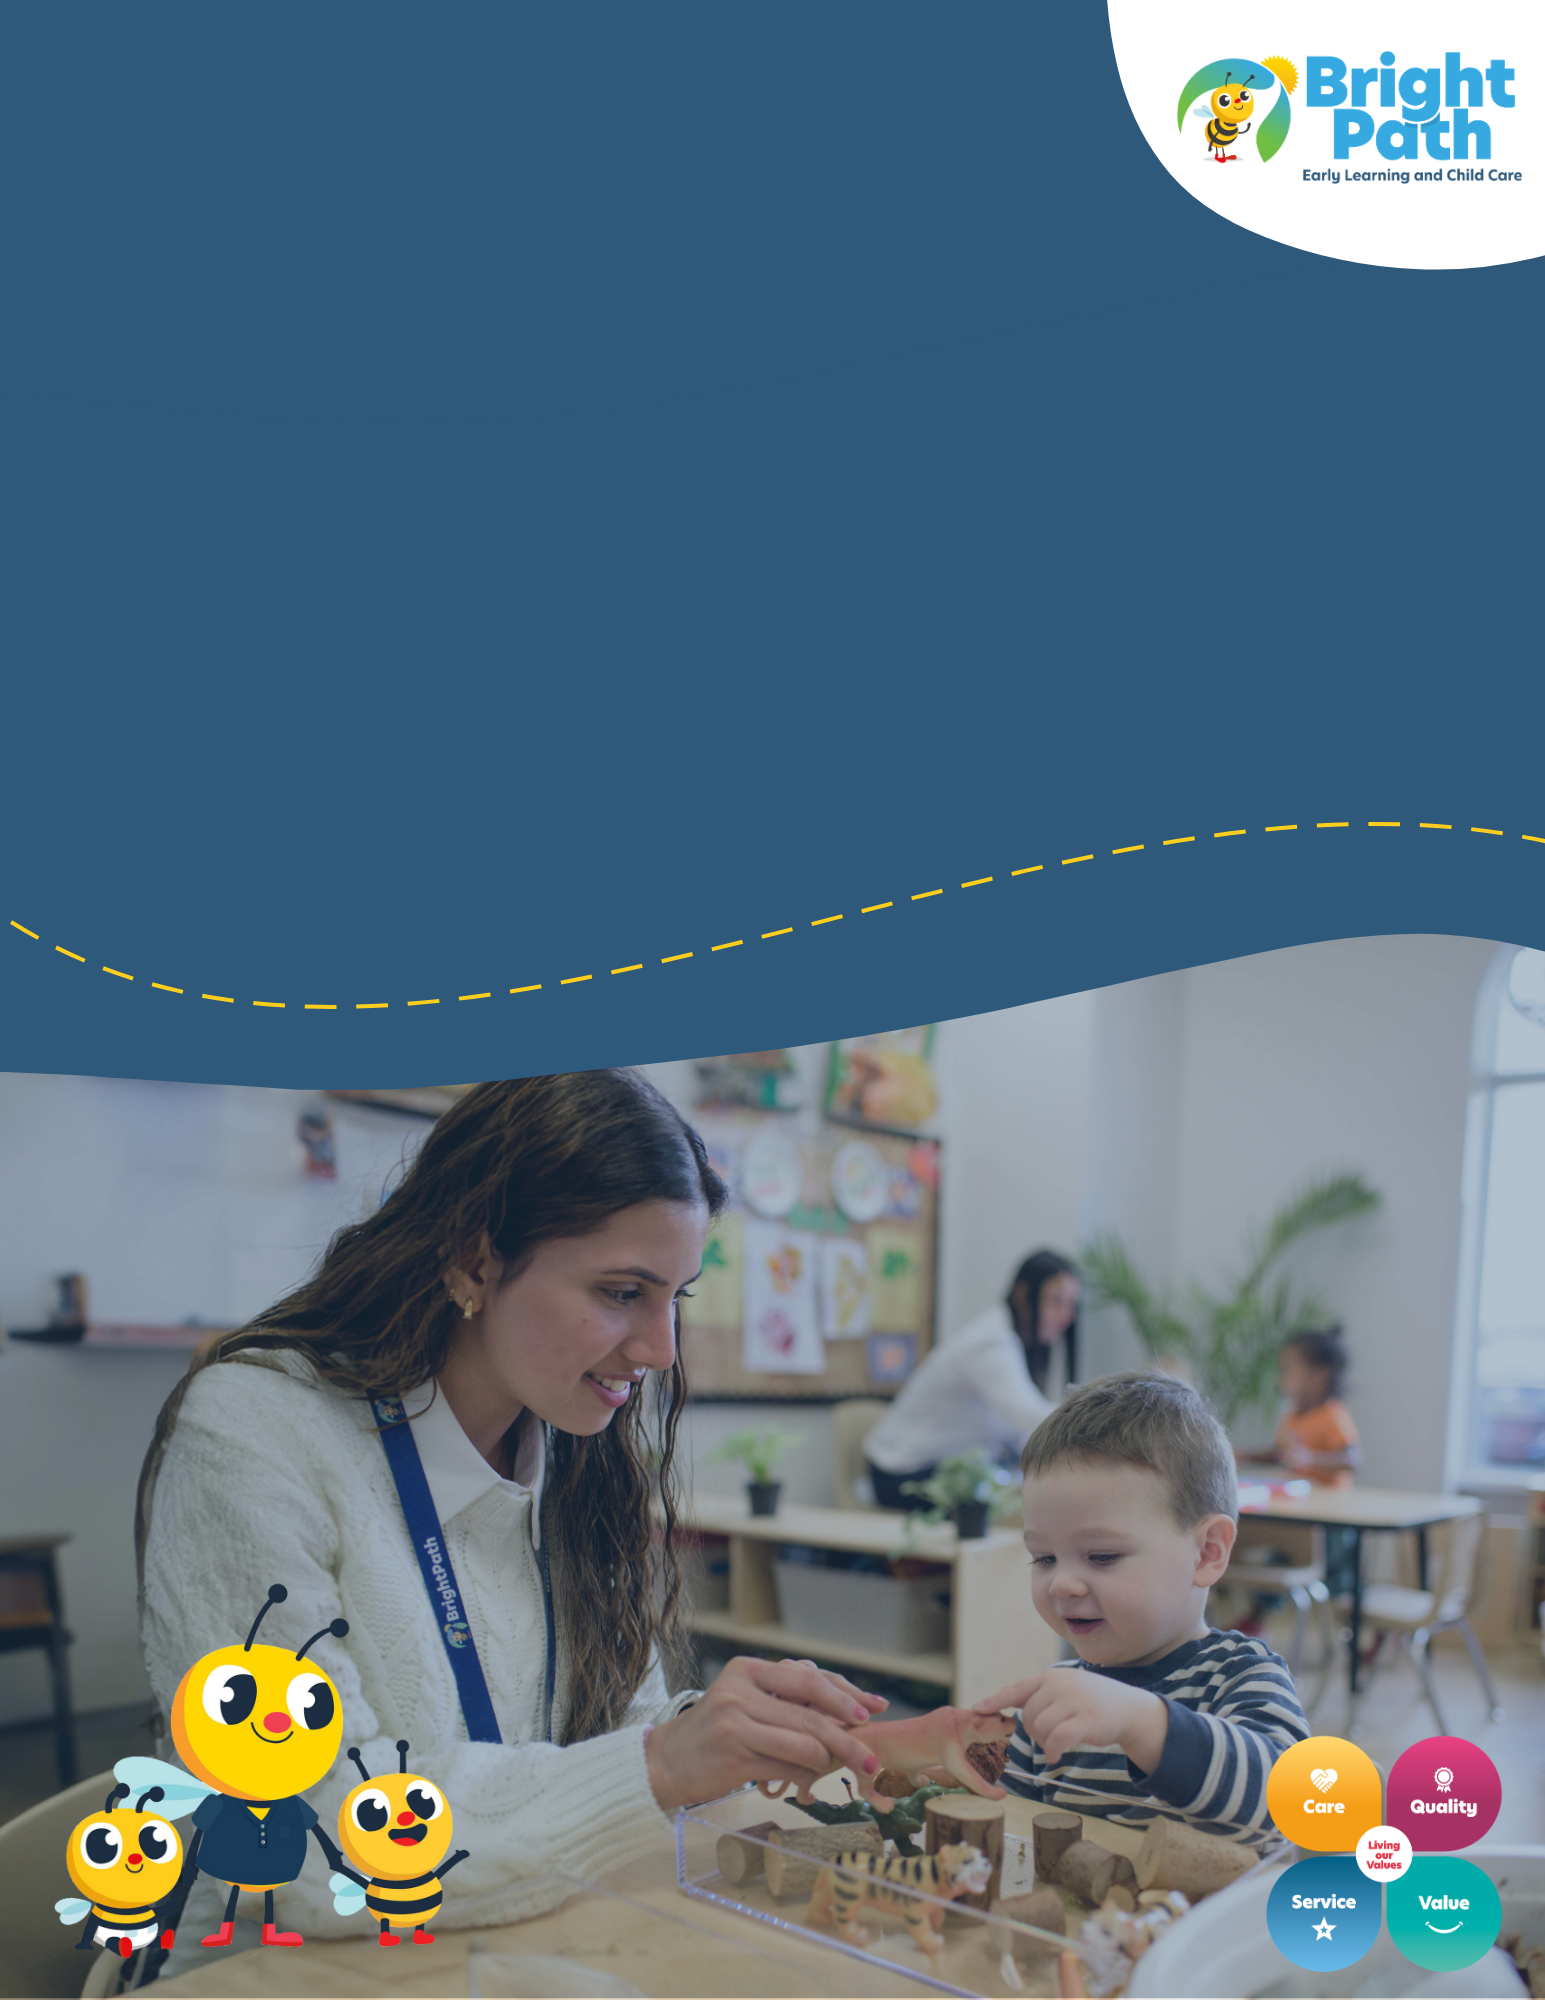 Bright
Path
Early Learning and Child Care
BrightPath
Care
Quality
Living
our
Values
Service
Value